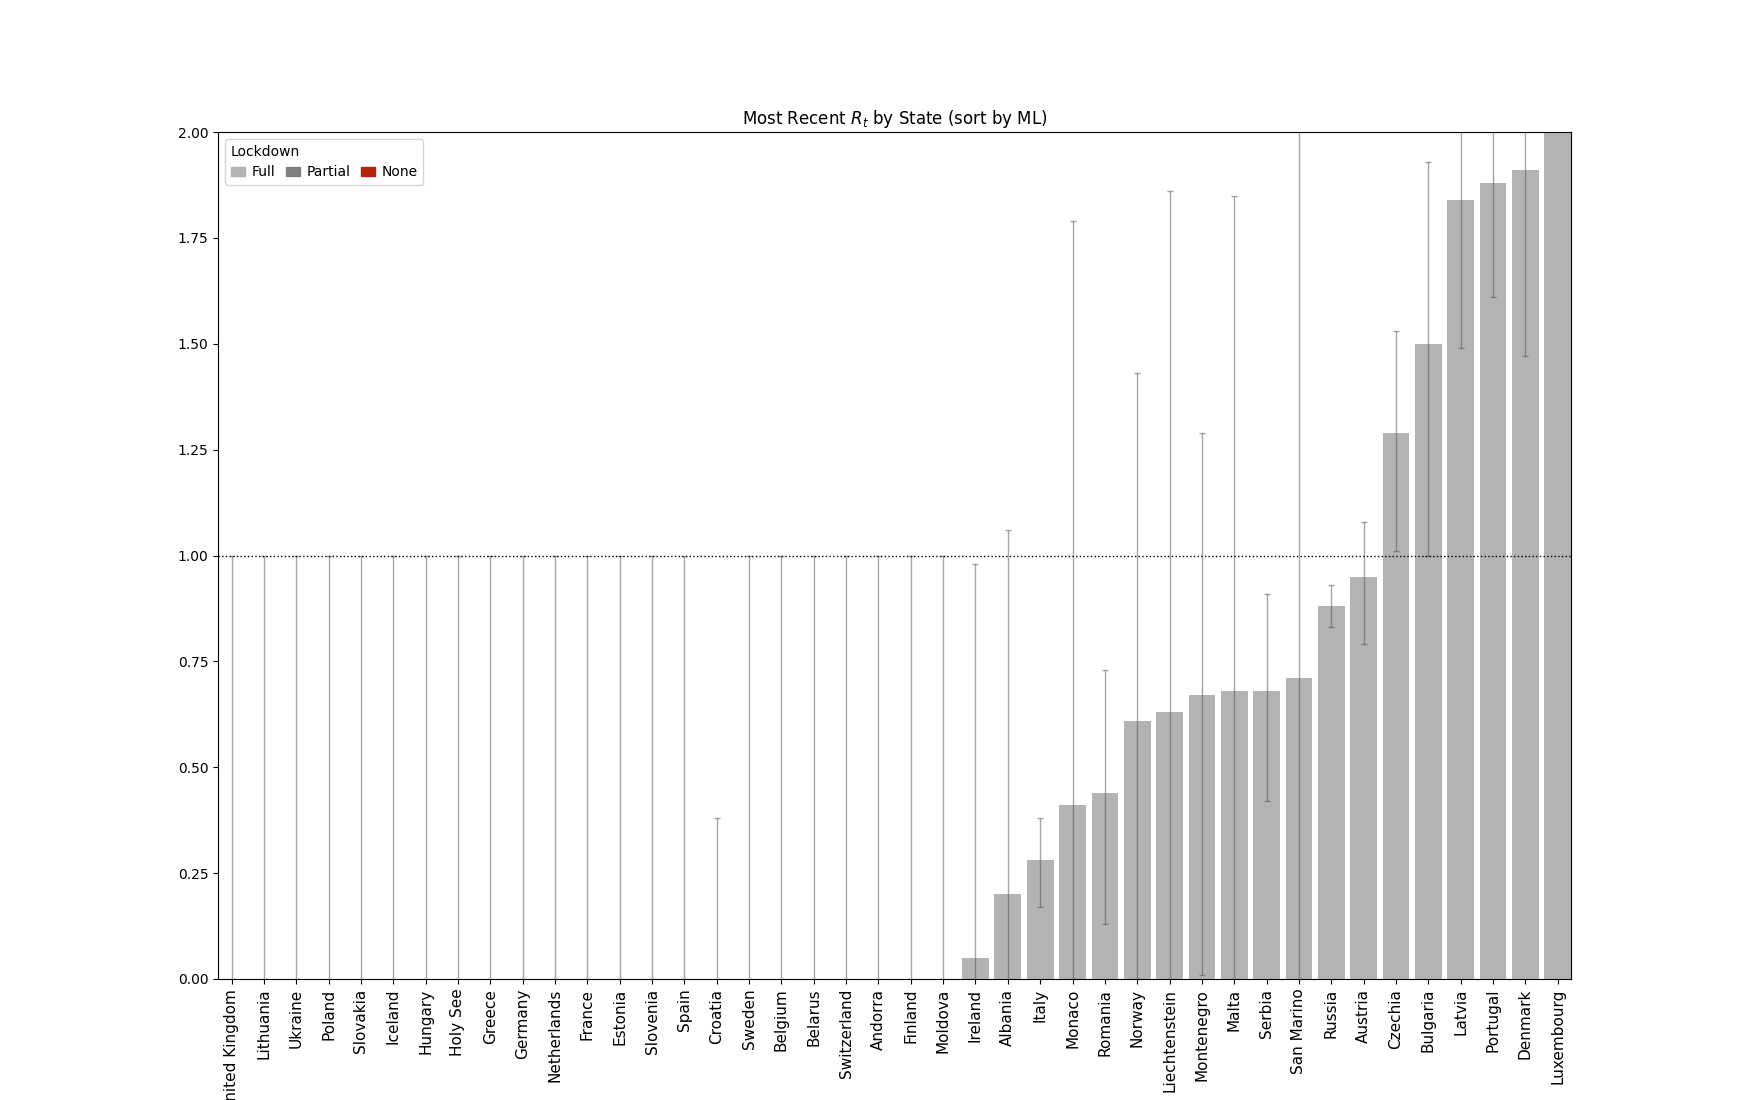 Most Recent Rt by State (sort by ML)
Lockdown
Full Partial None
2.00
1.75
1.50
1.25
1.00
0.75
0.50
0.25
0.00
nited Kingdom
Lithuania
Ukraine
Poland
Slovakia
Iceland
Hungary
Holy See
Greece
Germany
Netherlands
France
Estonia
Slovenia
Spain
Croatia
Sweden
Belgium
Belarus
Switzerland
Andorra
Finland
Moldova
Ireland
Albania
Italy
Monaco
Romania
Norway
Liechtenstein
Montenegro
Malta
Serbia
San Marino
Russia
Austria
Czechia
Bulgaria
Latvia
Portugal
Denmark
Luxembourg